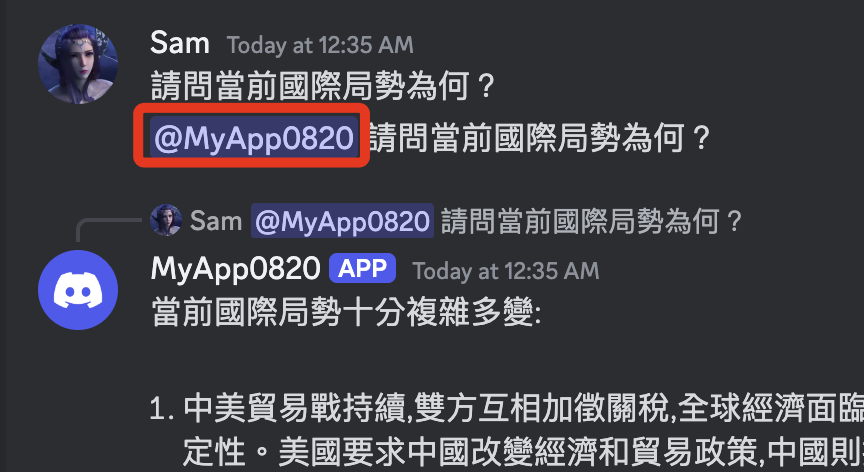 Sam Today at 12:35 AM
請問當前國際局勢為何？
@MyApp0820 請問當前國際局勢為何？
Sam @MyApp0820 請問當前國際局勢為何？
MyApp0820 APP Today at 12:35 AM
當前國際局勢十分複雜多變:
1. 中美貿易戰持續,雙方互相加徵關稅,全球經濟面臨
定性。美國要求中國改變經濟和貿易政策,中國則